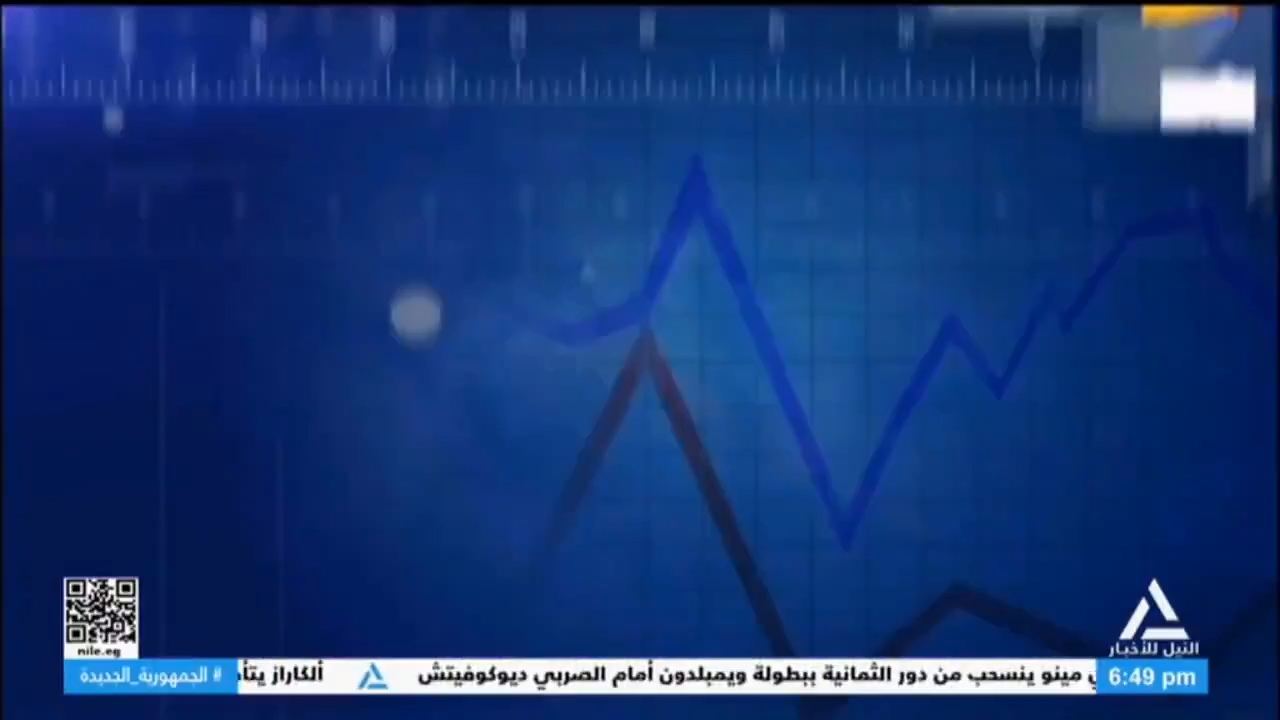 النيل للأخبار
nile.eg
6:49 pm
مينو ينسحب من دور الثمانية ببطولة ويمبلدون أمام الصربي ديوكوفيتش
ألكاراز
# الجمهورية_الجديدة